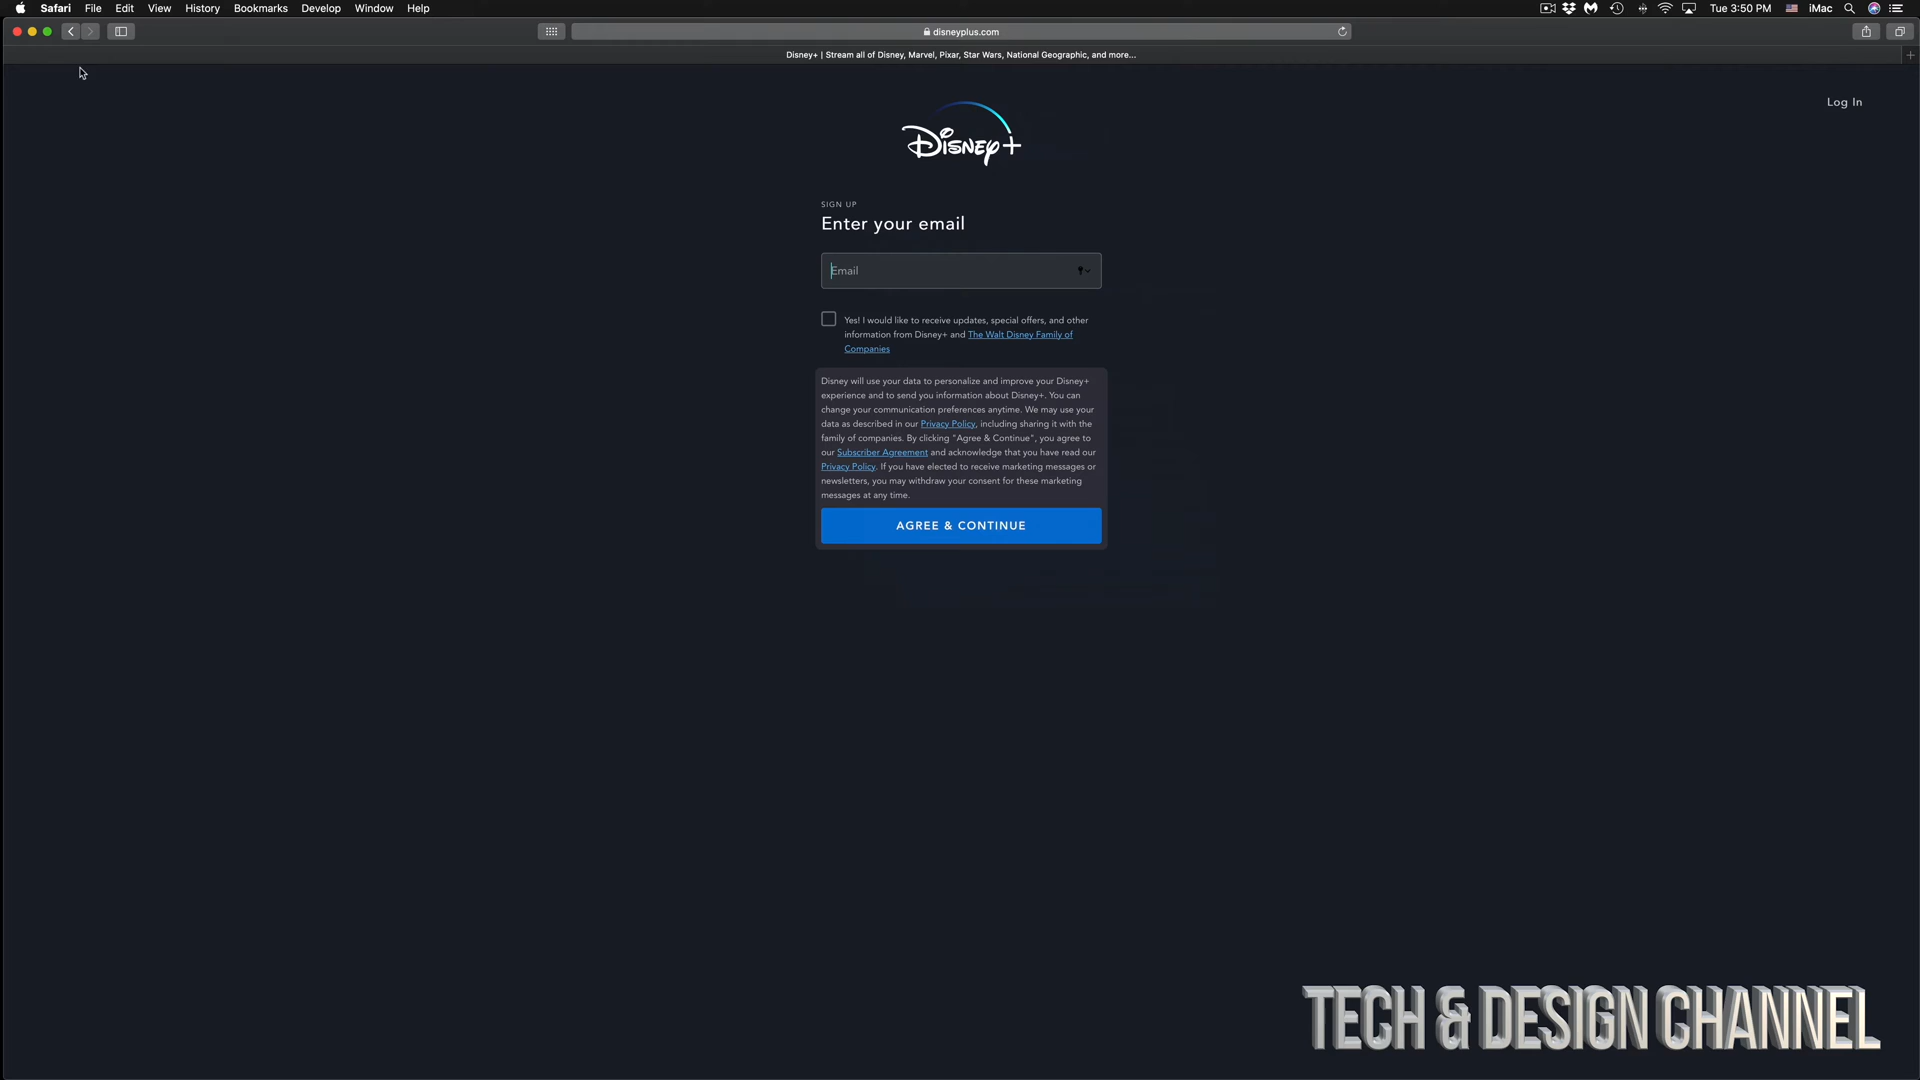 Safari File Edit View History Bookmarks Develop Window Help Tue 3:50 PM iMac
disneyplus.com
Disney+ | Stream all of Disney, Marvel, Pixar, Star Wars, National Geographic, and more...
Log In
Disney+
SIGN UP
Enter your email
Email
Yes! I would like to receive updates, special offers, and other
information from Disney+ and The Walt Disney Family of
Companies
Disney will use your data to personalize and improve your Disney+
experience and to send you information about Disney+. You can
change your communication preferences anytime. We may use your
data as described in our Privacy Policy, including sharing it with the
family of companies. By clicking "Agree & Continue", you agree to
our Subscriber Agreement and acknowledge that you have read our
Privacy Policy. If you have elected to receive marketing messages or
newsletters, you may withdraw your consent for these marketing
messages at any time.
AGREE & CONTINUE
TECH & DESIGN CHANNEL